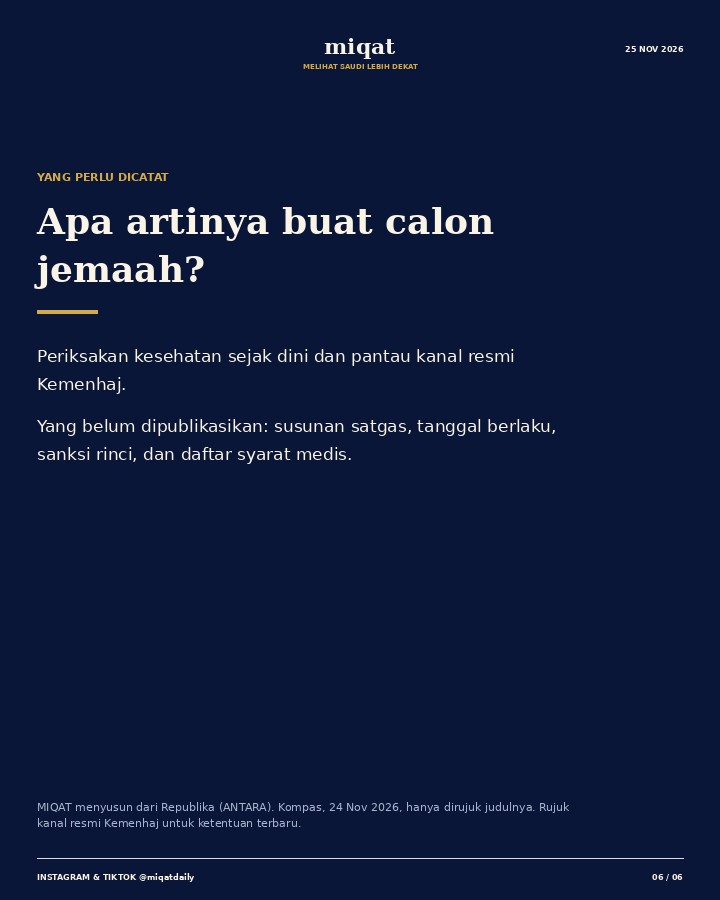 miqat
MELIHAT SAUDI LEBIH DEKAT
25 NOV 2026
YANG PERLU DICATAT
Apa artinya buat calon
jemaah?
Periksakan kesehatan sejak dini dan pantau kanal resmi
Kemenhaj.
Yang belum dipublikasikan: susunan satgas, tanggal berlaku,
sanksi rinci, dan daftar syarat medis.
MIQAT menyusun dari Republika (ANTARA). Kompas, 24 Nov 2026, hanya dirujuk judulnya. Rujuk
kanal resmi Kemenhaj untuk ketentuan terbaru.
INSTAGRAM & TIKTOK @miqatdaily
06 / 06